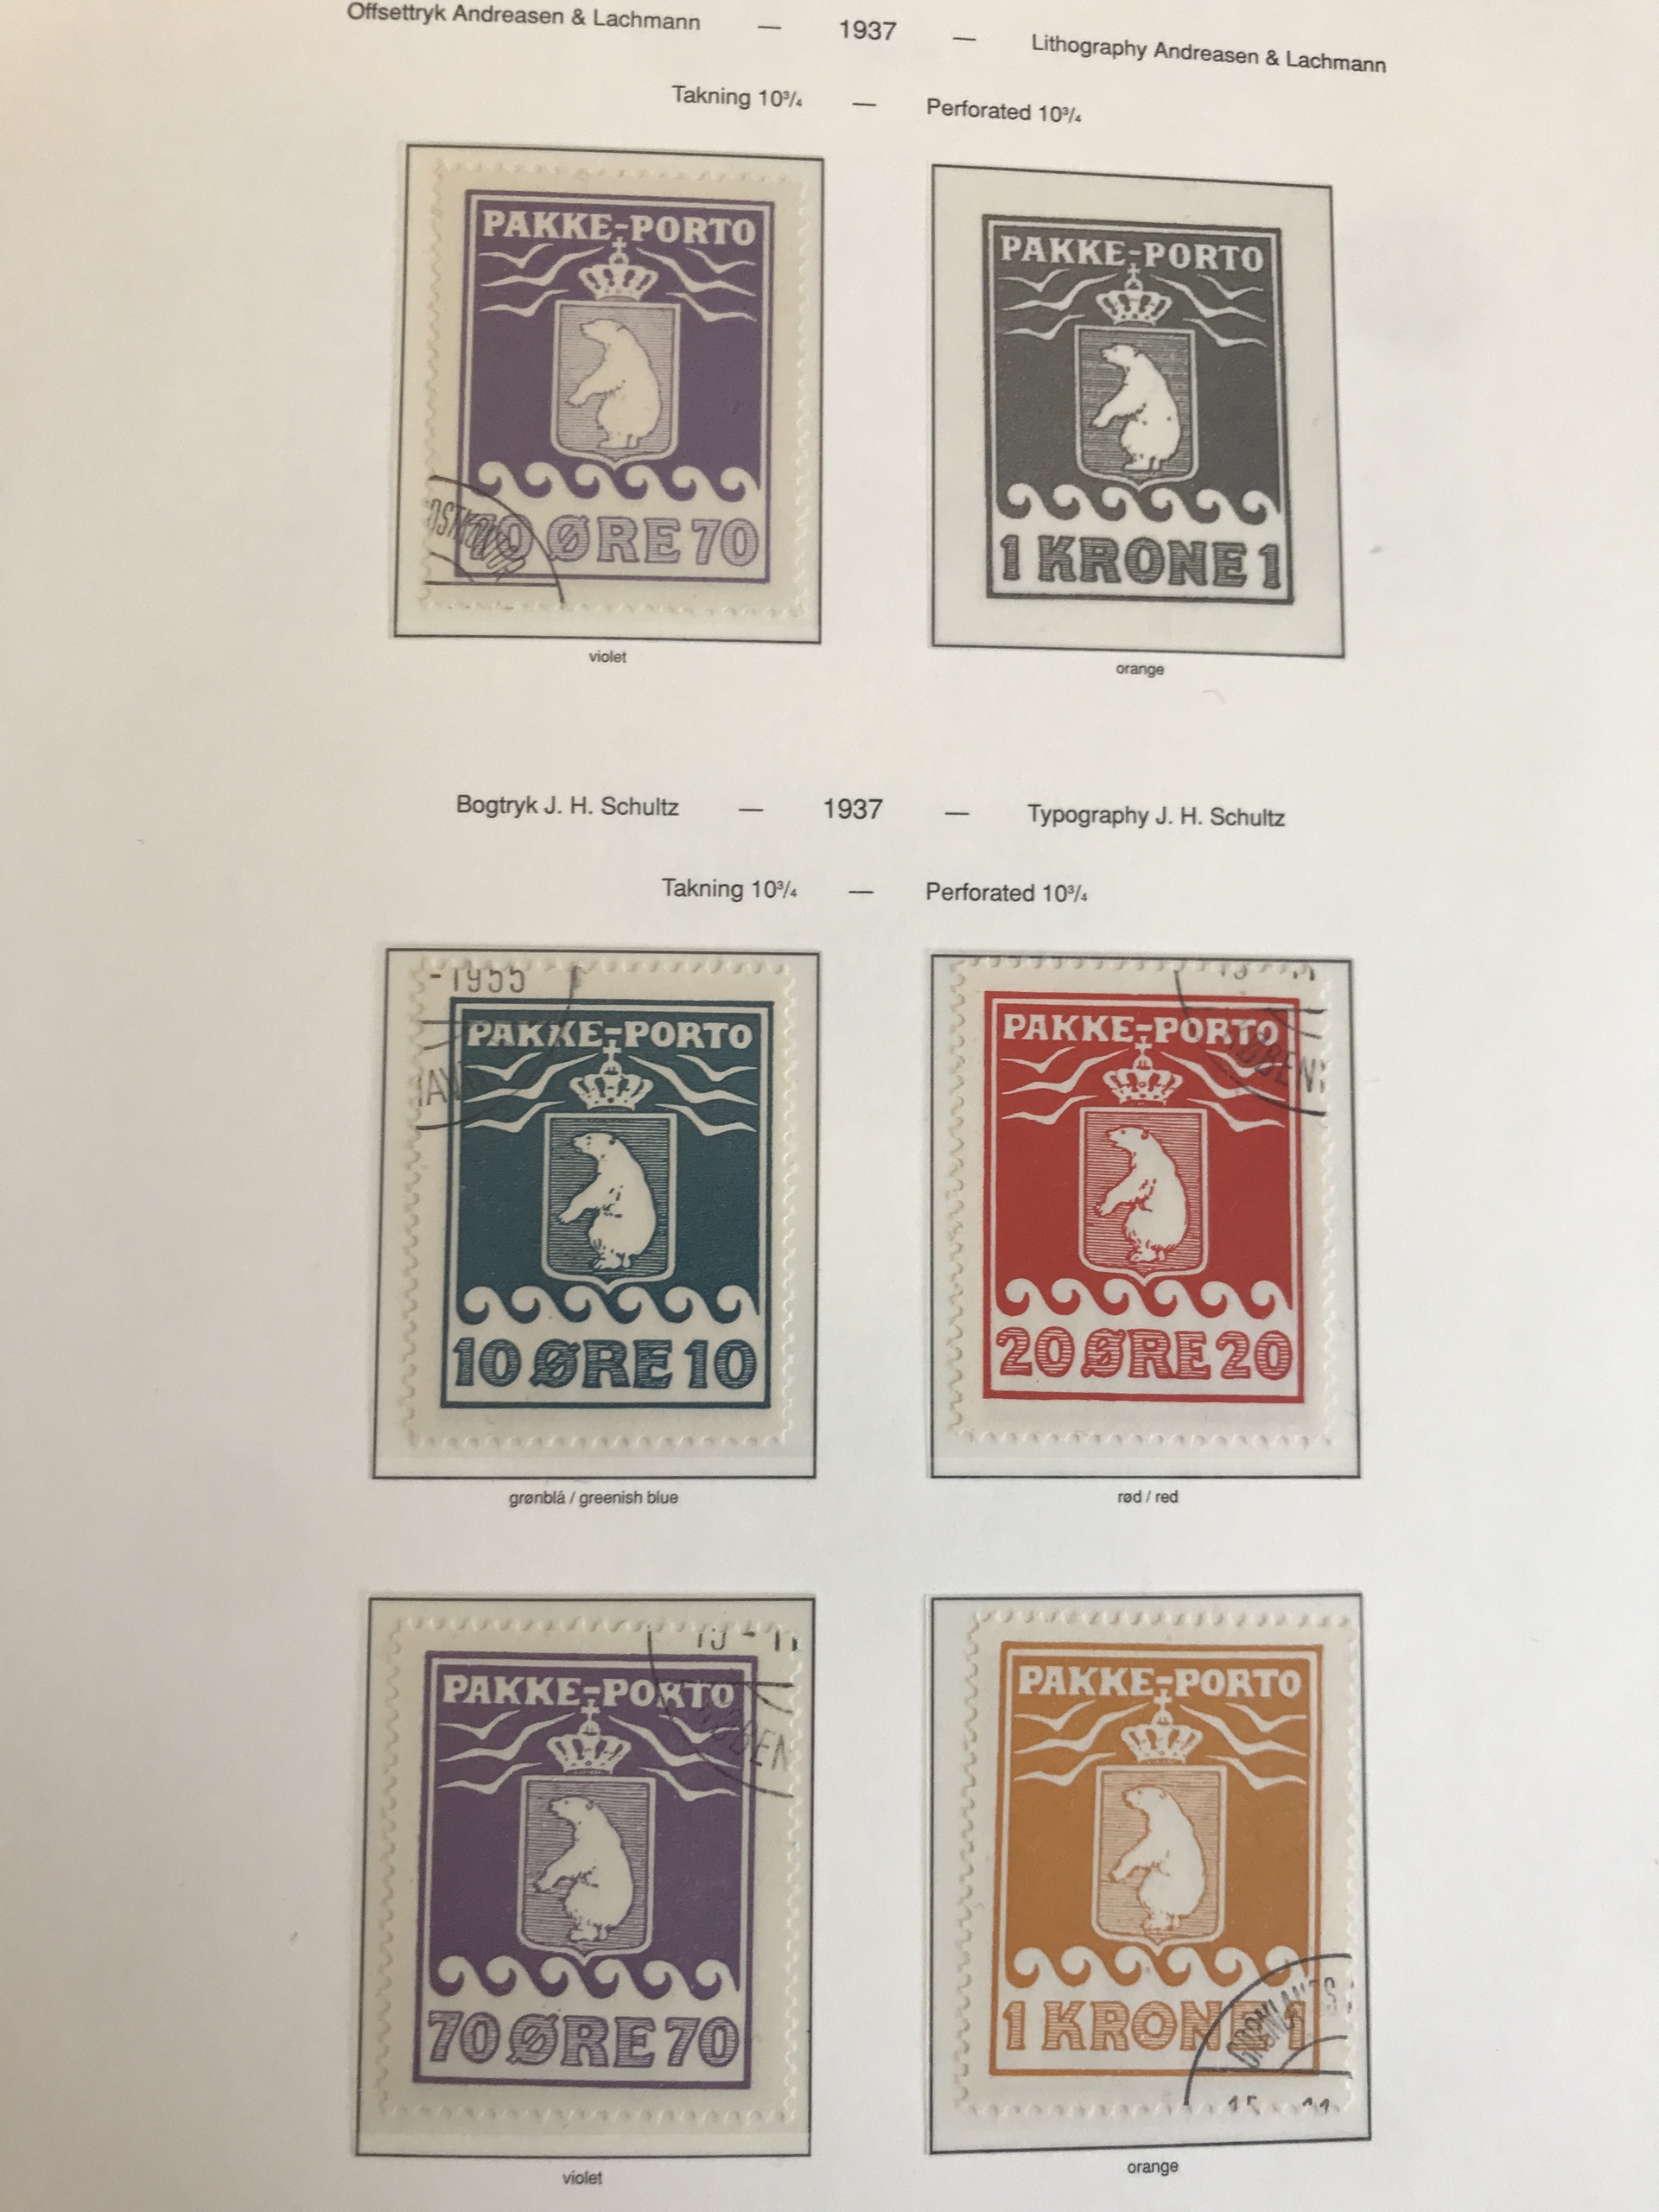 Offsettryk Andreasen & Lachmann — 1937 — Lithography Andreasen & Lachmann
Takning 10¾ — Perforated 10¾
PAKKE-PORTO
70 ØRE 70
violet
PAKKE-PORTO
1 KRONE 1
orange
Bogtryk J. H. Schultz — 1937 — Typography J. H. Schultz
Takning 10¾ — Perforated 10¾
-1955
PAKKE-PORTO
10 ØRE 10
grønblå / greenish blue
PAKKE-PORTO
20 ØRE 20
rød / red
PAKKE-PORTO
70 ØRE 70
violet
PAKKE-PORTO
1 KRONE 1
GRØNLANDS
orange